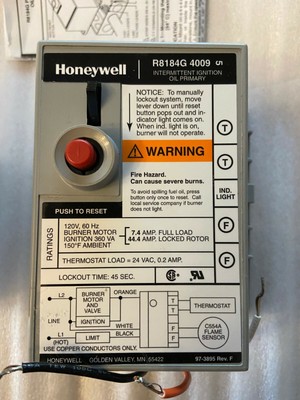 Honeywell
R8184G 4009 5
INTERMITTENT IGNITION
OIL PRIMARY
NOTICE: To manually
lockout system, move
lever down until reset
button pops out and in-
dicator light comes on.
When ind. light is on,
burner will not operate.
WARNING
Fire Hazard.
Can cause severe burns.
To avoid spilling fuel oil, press
button only once to reset. Call
local service company if burner
does not light.
T
T
IND.
LIGHT
F
F
PUSH TO RESET
RATINGS
120V, 60 Hz
BURNER MOTOR
IGNITION 360 VA
150°F AMBIENT
7.4 AMP. FULL LOAD
44.4 AMP. LOCKED ROTOR
THERMOSTAT LOAD = 24 VAC, 0.2 AMP.
LOCKOUT TIME: 45 SEC.
L2
BURNER
MOTOR
AND
VALVE
ORANGE
LINE
IGNITION
WHITE
L1
(HOT)
LIMIT
BLACK
T
T
F
F
THERMOSTAT
C554A
FLAME
SENSOR
USE COPPER CONDUCTORS ONLY.
HONEYWELL GOLDEN VALLEY, MN 55422
97-3895 Rev. F